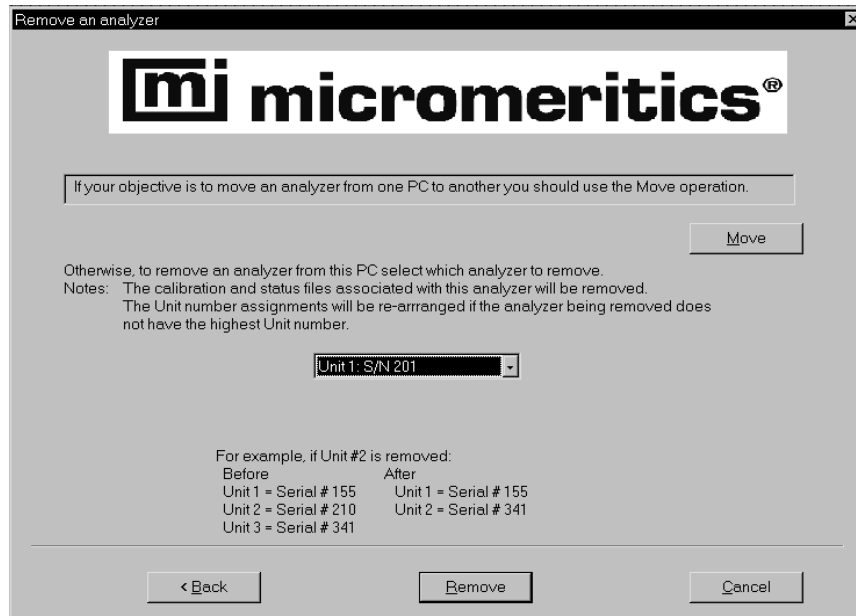 Remove an analyzer
mi micromeritics®
If your objective is to move an analyzer from one PC to another you should use the Move operation.
Move
Otherwise, to remove an analyzer from this PC select which analyzer to remove.
Notes: The calibration and status files associated with this analyzer will be removed.
The Unit number assignments will be re-arrranged if the analyzer being removed does
not have the highest Unit number.
Unit 1: S/N 201
For example, if Unit #2 is removed:
Before After
Unit 1 = Serial # 155 Unit 1 = Serial # 155
Unit 2 = Serial # 210 Unit 2 = Serial # 341
Unit 3 = Serial # 341
< Back Remove Cancel